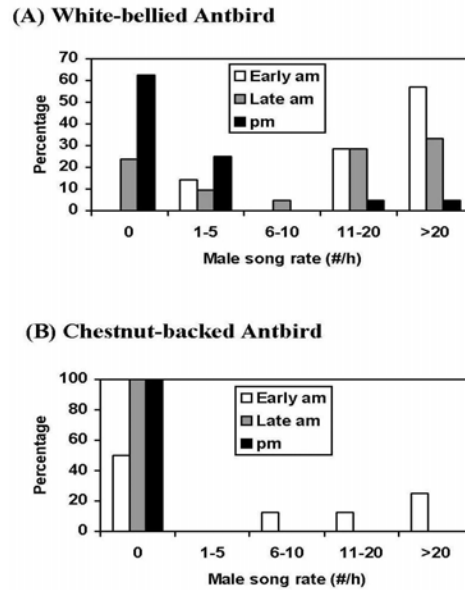 (A) White-bellied Antbird
70
60
50
40
30
20
10
0
Percentage
Early am
Late am
pm
0 1-5 6-10 11-20 >20
Male song rate (#/h)
(B) Chestnut-backed Antbird
100
80
60
40
20
0
Percentage
Early am
Late am
pm
0 1-5 6-10 11-20 >20
Male song rate (#/h)